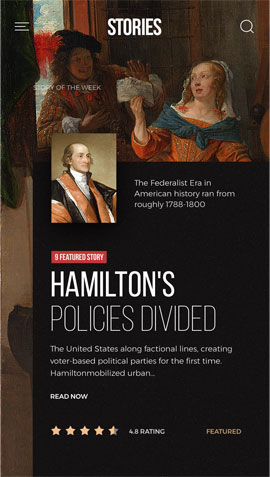 STORIES
STORY OF THE WEEK
The Federalist Era in
American history ran from
roughly 1788-1800
9 FEATURED STORY
HAMILTON'S
POLICIES DIVIDED
The United States along factional lines, creating
voter-based political parties for the first time.
Hamiltonmobilized urban...
READ NOW
4.8 RATING
FEATURED